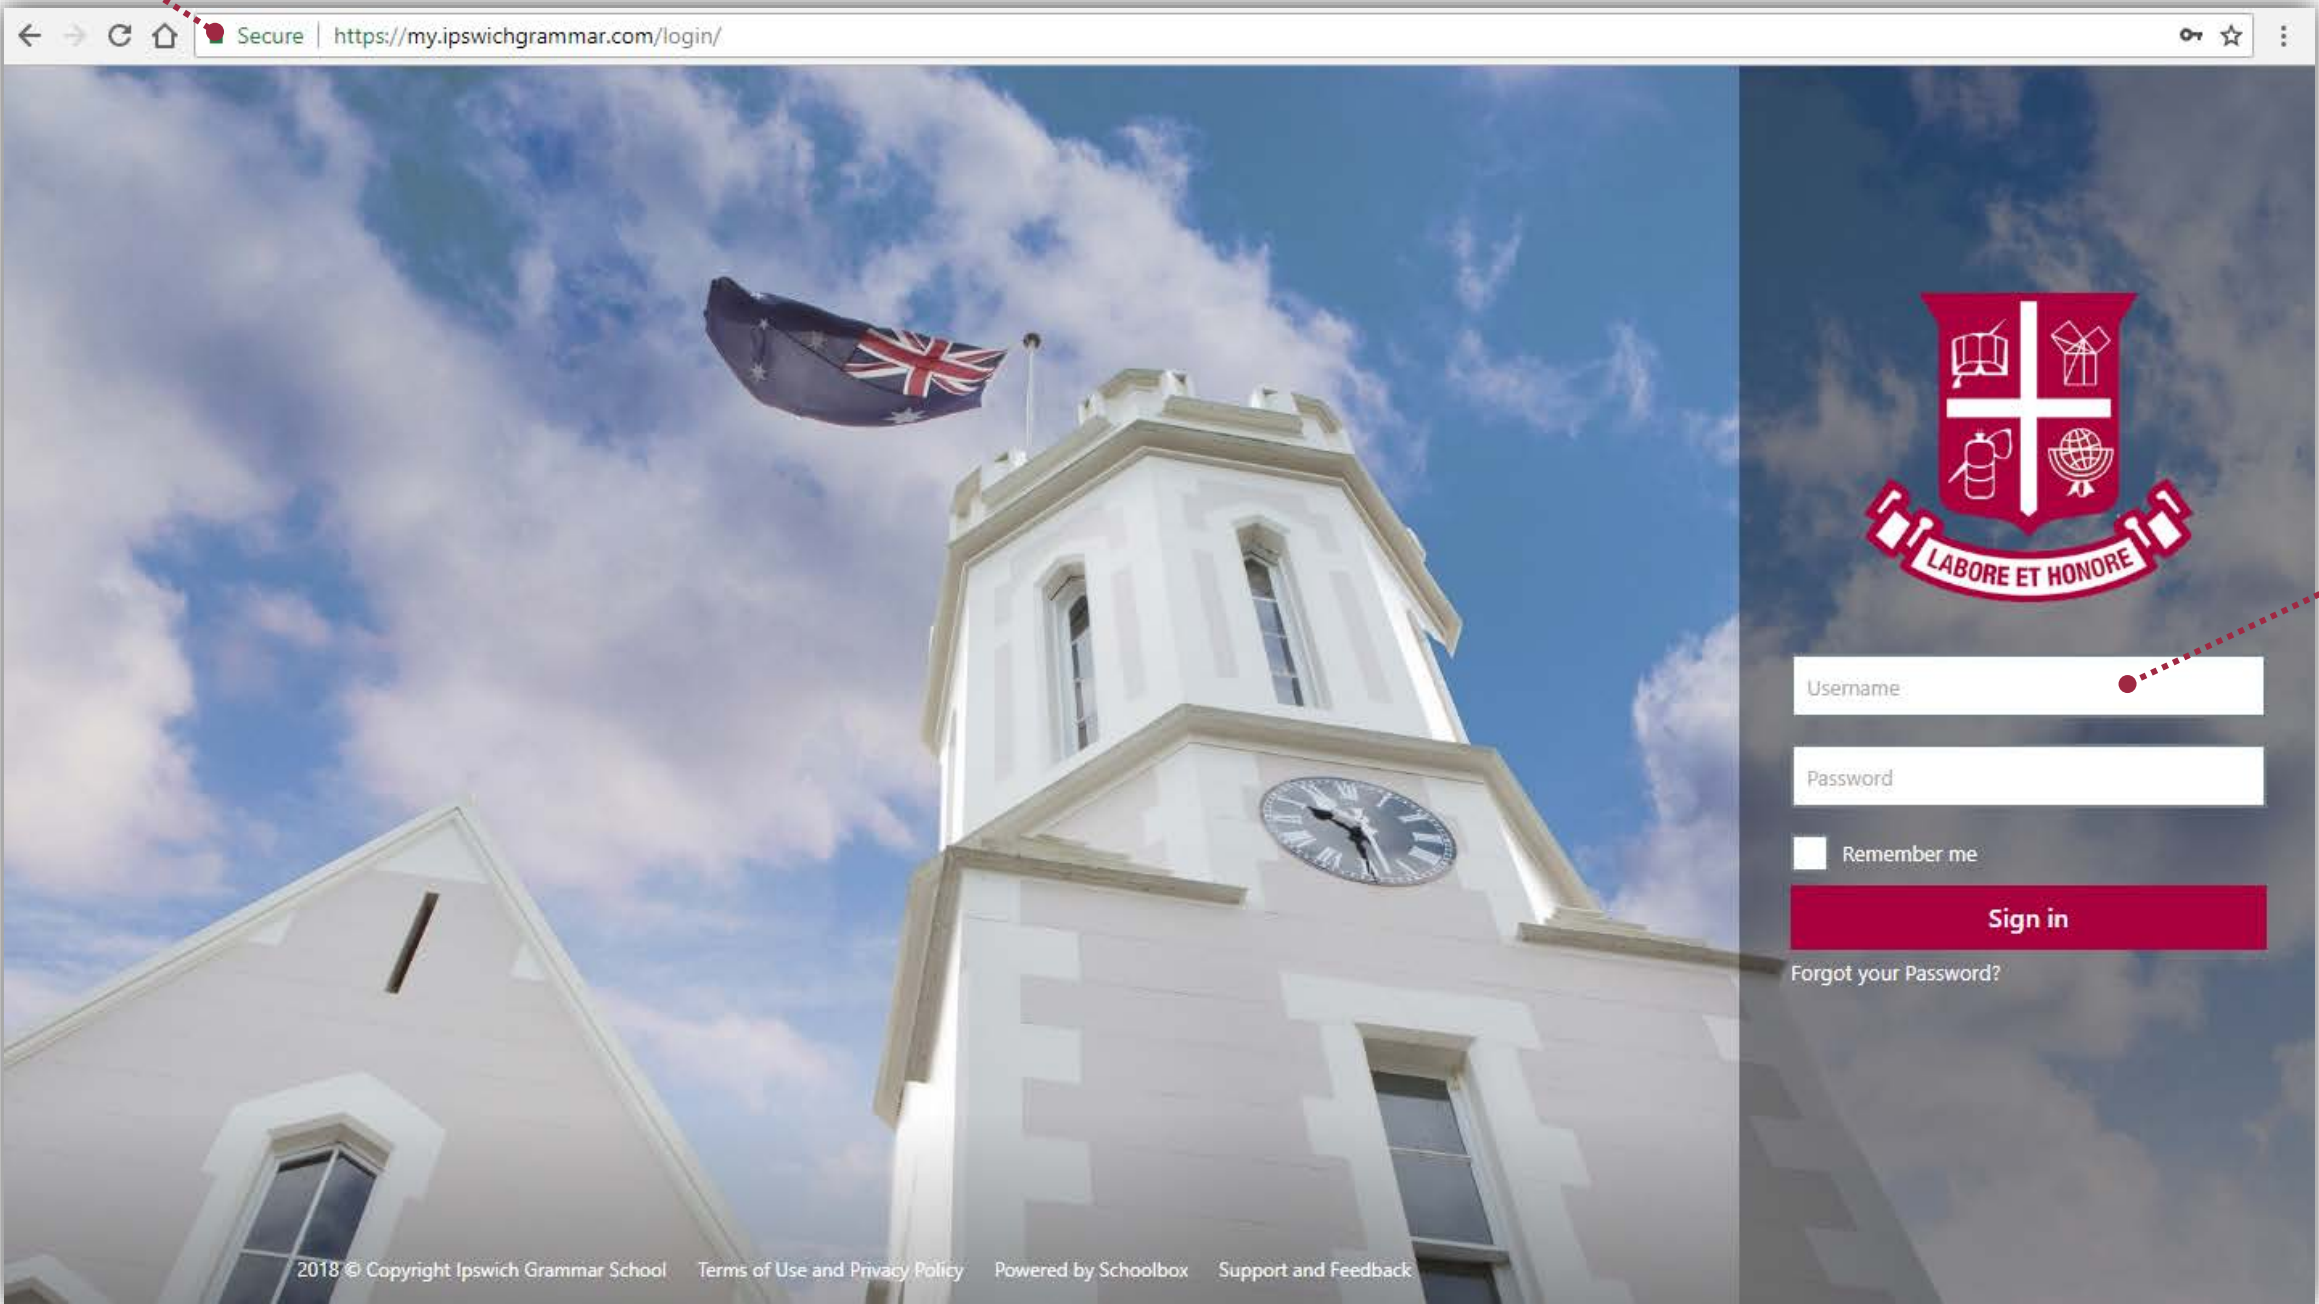 Secure | https://my.ipswichgrammar.com/login/
LABORE ET HONORE
Username
Password
Remember me
Sign in
Forgot your Password?
2018 © Copyright Ipswich Grammar School Terms of Use and Privacy Policy Powered by Schoolbox Support and Feedback